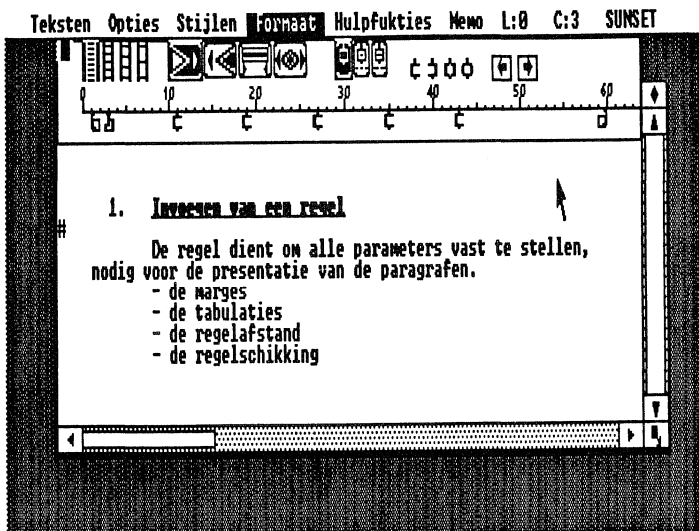 Teksten Opties Stijlen Formaat Hulpfukties Memo L:0 C:3 SUNSET
0 10 20 30 40 50 60
1. Invoegen van een regel
#
De regel dient om alle parameters vast te stellen,
nodig voor de presentatie van de paragrafen.
- de marges
- de tabulaties
- de regelafstand
- de regelschikking